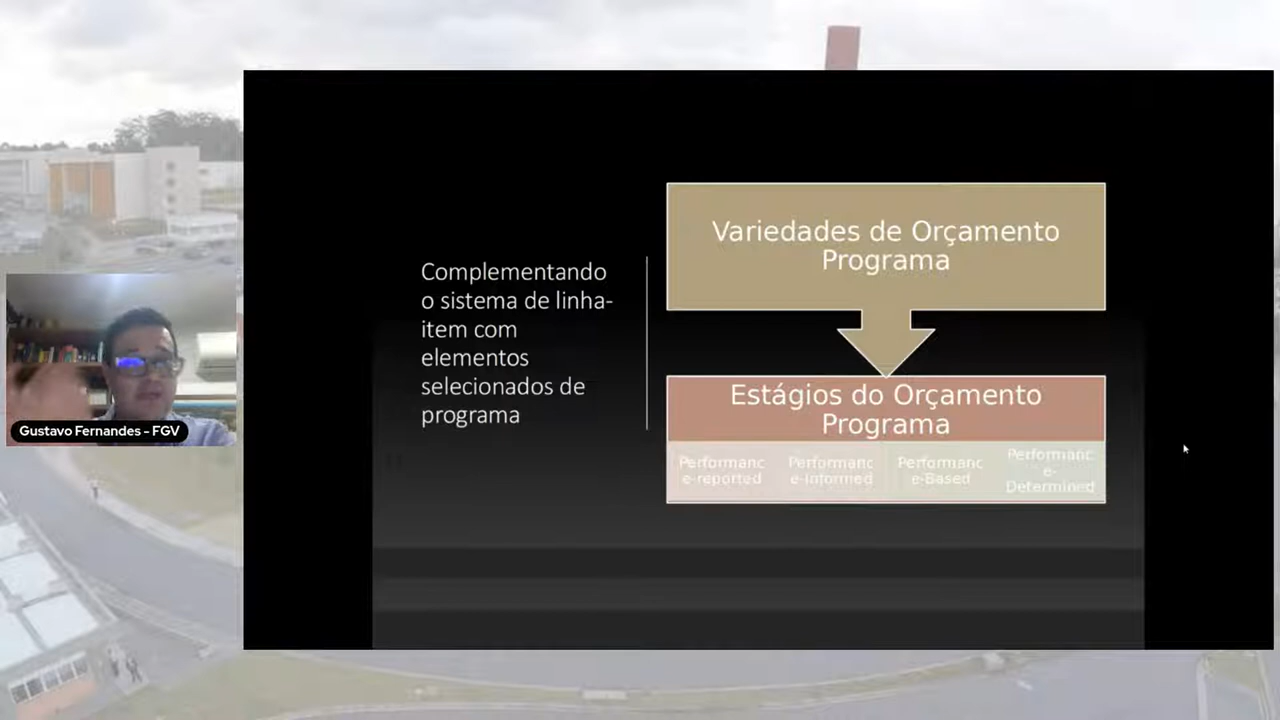 Complementando
o sistema de linha-
item com
elementos
selecionados de
programa
Variedades de Orçamento
Programa
Estágios do Orçamento
Programa
Performanc
e-reported
Performanc
e-informed
Performanc
e-Based
Performanc
e-
Determined
Gustavo Fernandes - FGV